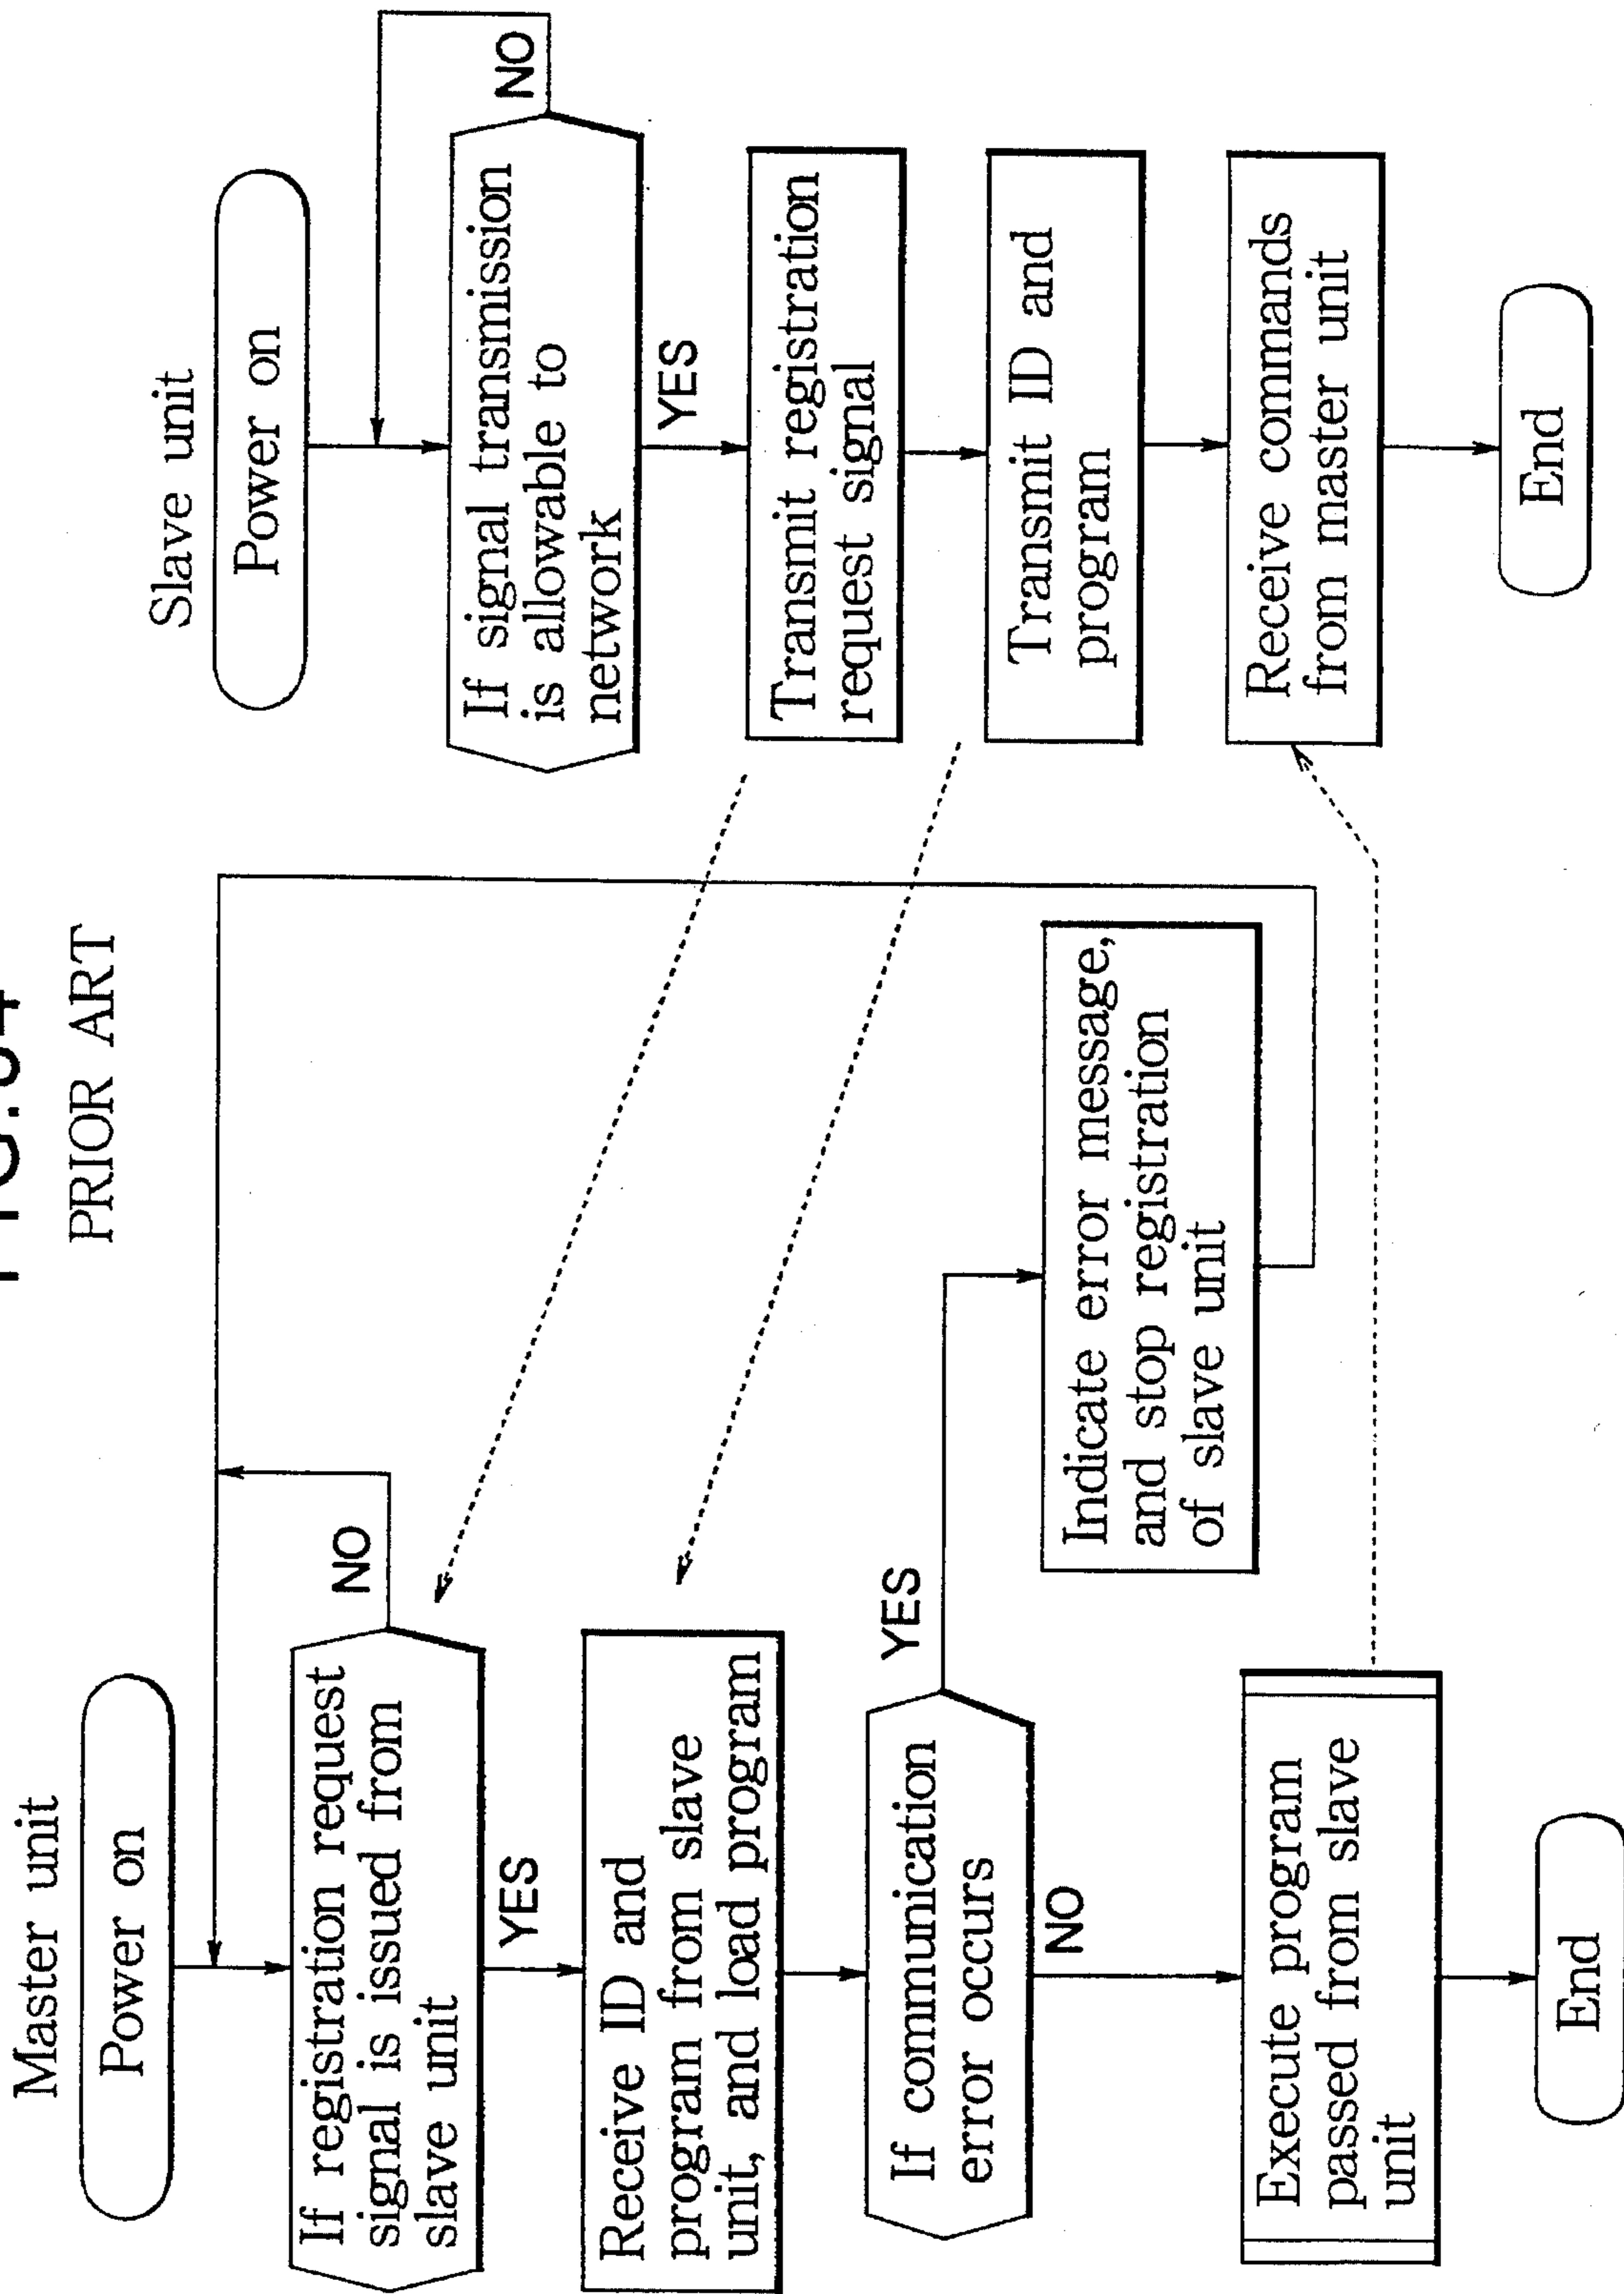 PRIOR ART
Master unit
Power on
If registration request
signal is issued from
slave unit
NO
YES
Receive ID and
program from slave
unit, and load program
If communication
error occurs
YES
NO
Indicate error message,
and stop registration
of slave unit
Execute program
passed from slave
unit
End
Slave unit
Power on
If signal transmission
is allowable to
network
NO
YES
Transmit registration
request signal
Transmit ID and
program
Receive commands
from master unit
End